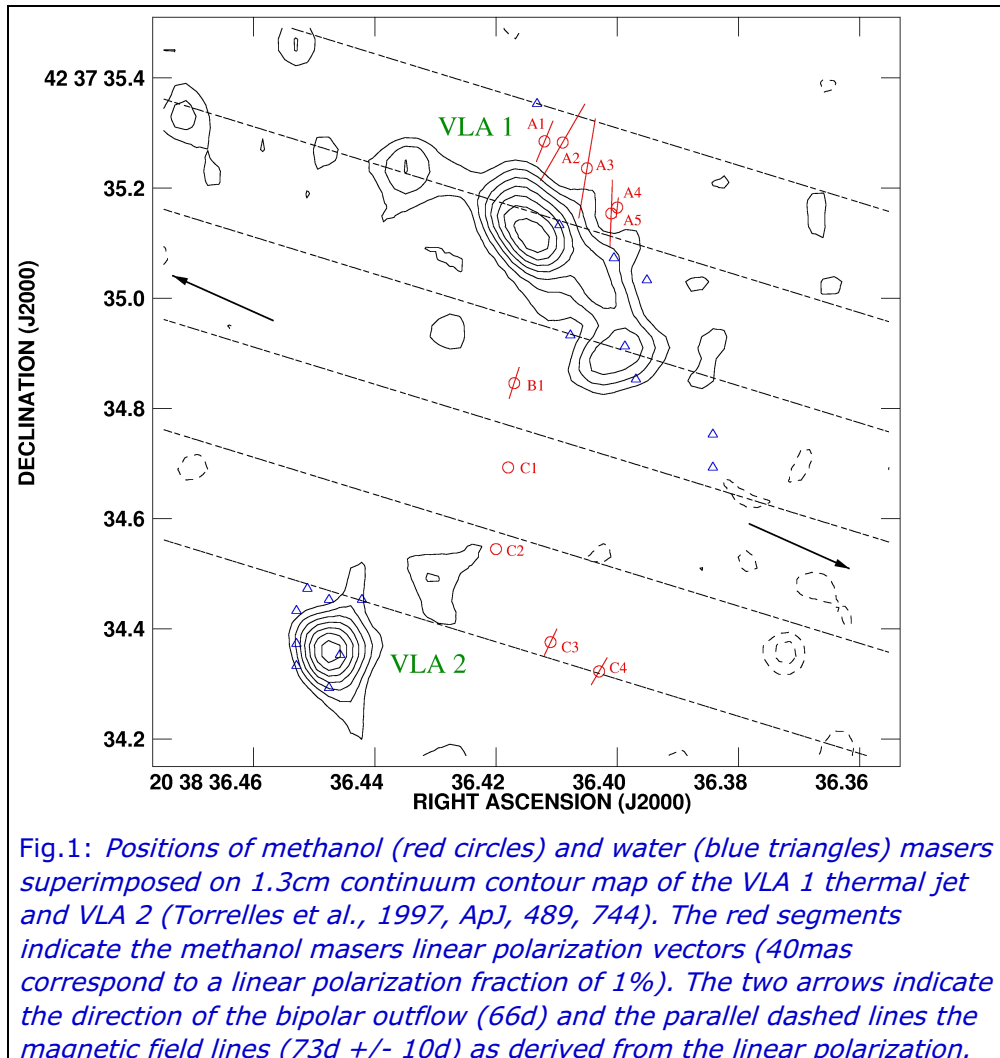 42 37 35.4
35.2
35.0
34.8
34.6
34.4
34.2
DECLINATION (J2000)
VLA 1
A1
A2
A3
A4
A5
B1
C1
C2
C3
C4
VLA 2
20 38 36.46
36.44
36.42
36.40
36.38
36.36
RIGHT ASCENSION (J2000)
Fig.1: Positions of methanol (red circles) and water (blue triangles) masers
superimposed on 1.3cm continuum contour map of the VLA 1 thermal jet
and VLA 2 (Torrelles et al., 1997, ApJ, 489, 744). The red segments
indicate the methanol masers linear polarization vectors (40mas
correspond to a linear polarization fraction of 1%). The two arrows indicate
the direction of the bipolar outflow (66d) and the parallel dashed lines the
magnetic field lines (73d +/- 10d) as derived from the linear polarization.